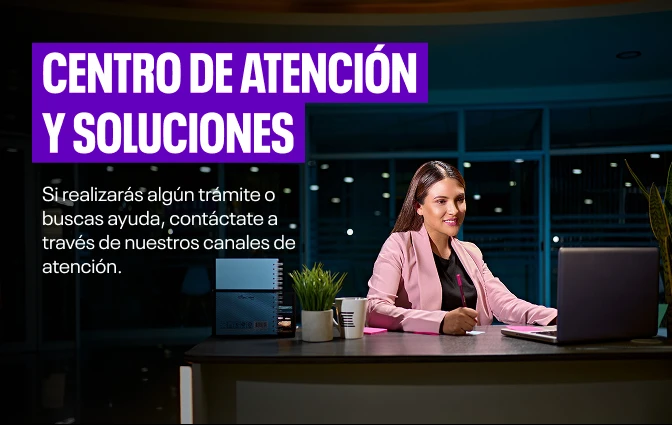 CENTRO DE ATENCIÓN
Y SOLUCIONES
Si realizarás algún trámite o
buscas ayuda, contáctate a
través de nuestros canales de
atención.